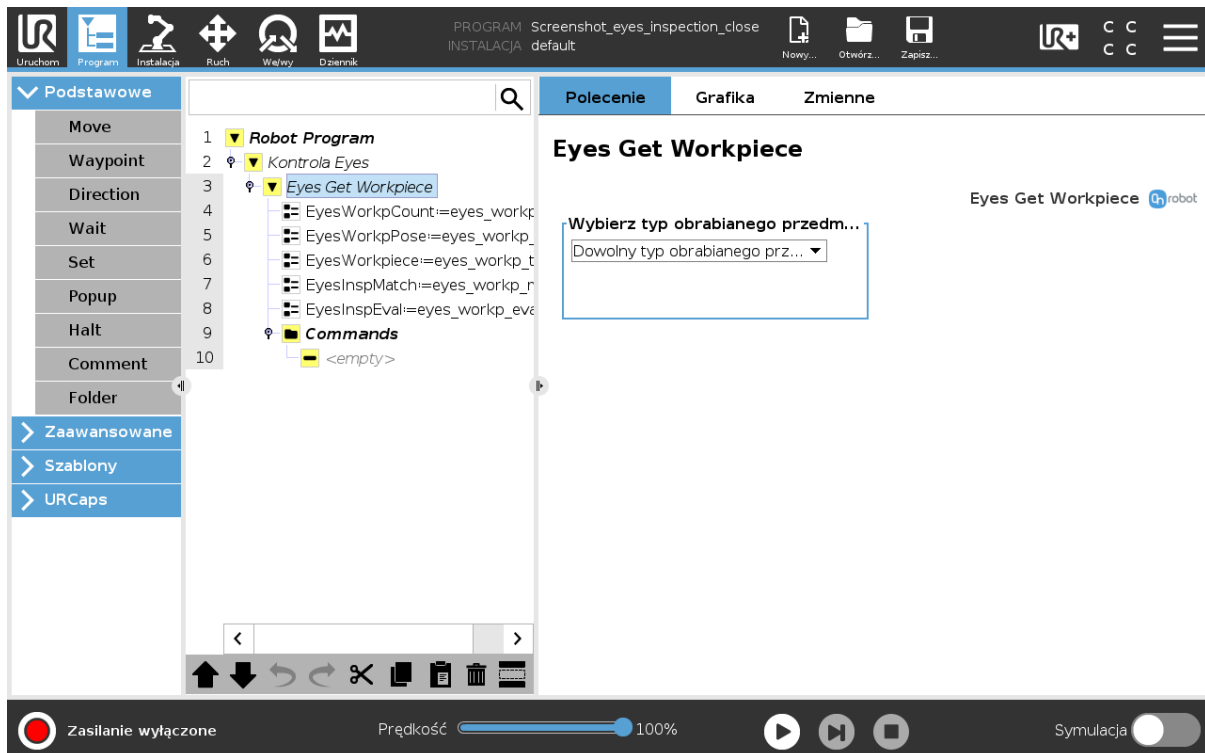 PROGRAM Screenshot_eyes_inspection_close
INSTALACJA default
Uruchom
Program
Instalacja
Ruch
We/wy
Dziennik
Nowy...
Otwórz...
Zapisz...
UR
UR+
C C
C C
Podstawowe
Move
Waypoint
Direction
Wait
Set
Popup
Halt
Comment
Folder
Zaawansowane
Szablony
URCaps
1 Robot Program
2 Kontrola Eyes
3 Eyes Get Workpiece
4 EyesWorkpCount:=eyes_workp
5 EyesWorkpPose:=eyes_workp_
6 EyesWorkpiece:=eyes_workp_t
7 EyesInspMatch:=eyes_workp_r
8 EyesInspEval:=eyes_workp_eva
9 Commands
10 <empty>
Polecenie Grafika Zmienne
Eyes Get Workpiece
Eyes Get Workpiece onrobot
Wybierz typ obrabianego przedm...
Dowolny typ obrabianego prz...
Zasilanie wyłączone
Prędkość 100%
Symulacja